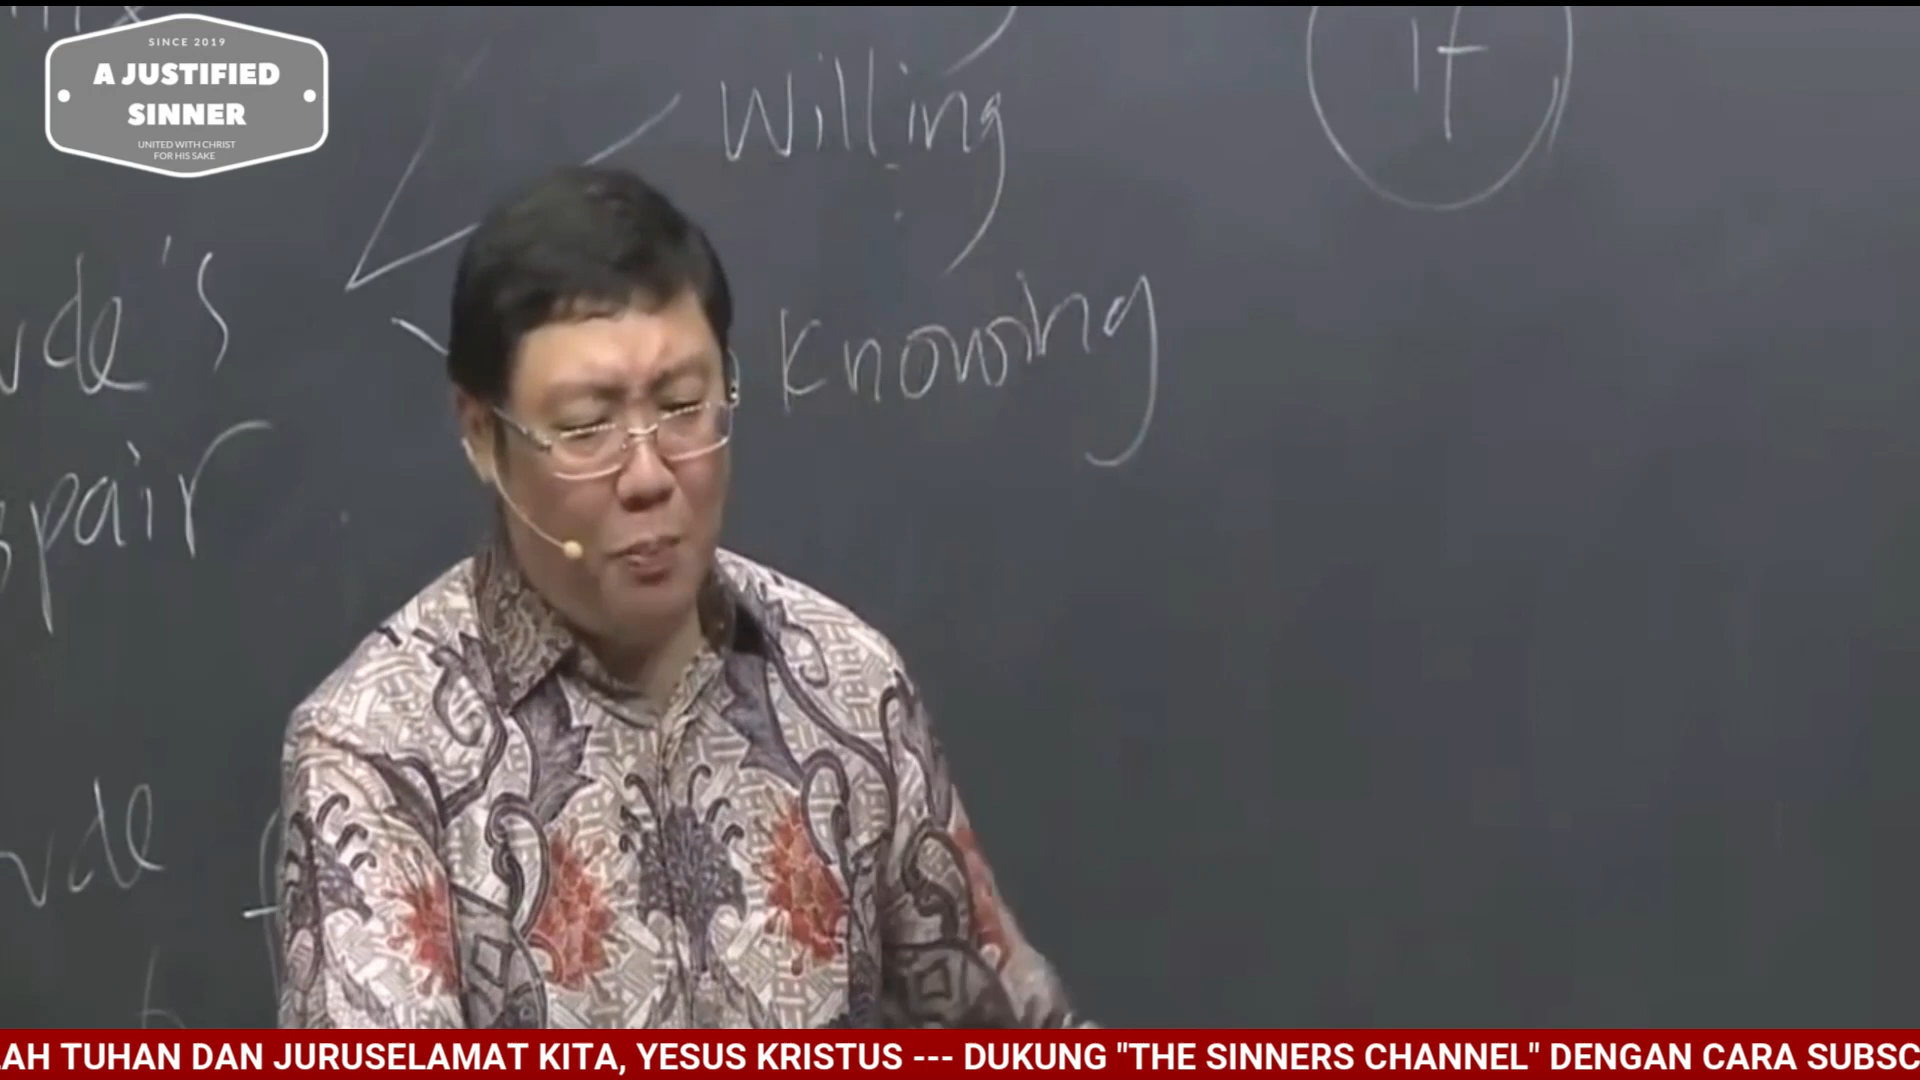 SINCE 2019
A JUSTIFIED
SINNER
UNITED WITH CHRIST
FOR HIS SAKE
Willing
IF
Knowing
LAH TUHAN DAN JURUSELAMAT KITA, YESUS KRISTUS --- DUKUNG "THE SINNERS CHANNEL" DENGAN CARA SUBSC